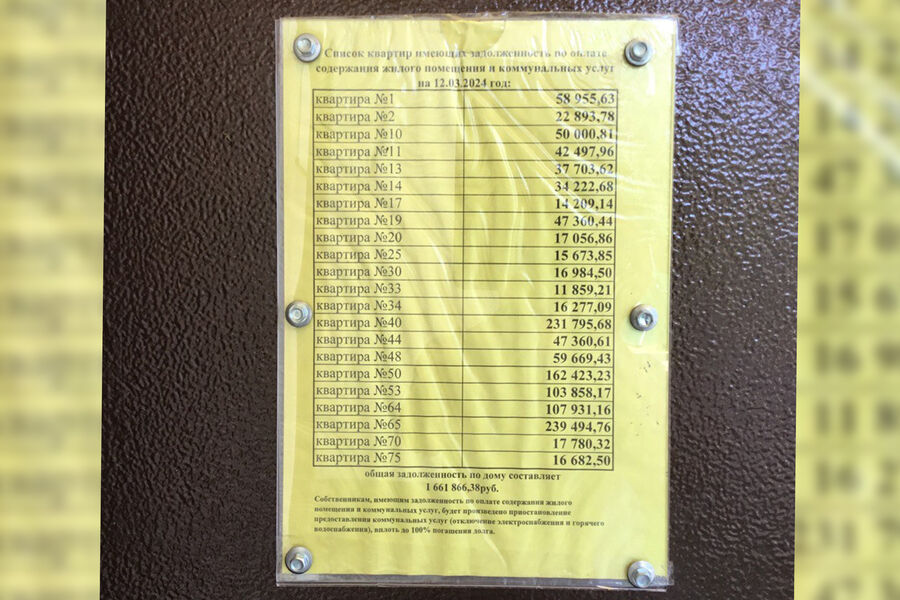 Список квартир имеющих задолженность по оплате
содержания жилого помещения и коммунальных услуг
на 12.03.2024 год:
квартира №1 58 955,63
квартира №2 22 893,78
квартира №10 50 000,81
квартира №11 42 497,96
квартира №13 37 703,62
квартира №14 34 222,68
квартира №17 14 209,14
квартира №19 47 360,44
квартира №20 17 056,86
квартира №25 15 673,85
квартира №30 16 984,50
квартира №33 11 859,21
квартира №34 16 277,09
квартира №40 231 795,68
квартира №44 47 360,61
квартира №48 59 669,43
квартира №50 162 423,23
квартира №53 103 858,17
квартира №64 107 931,16
квартира №65 239 494,76
квартира №70 17 780,32
квартира №75 16 682,50
общая задолженность по дому составляет
1 661 866,38руб.
Собственникам, имеющим задолженность по оплате содержания жилого
помещения и коммунальных услуг, будет произведено приостановление
предоставления коммунальных услуг (отключение электроснабжения и горячего
водоснабжения), вплоть до 100% погашения долга.